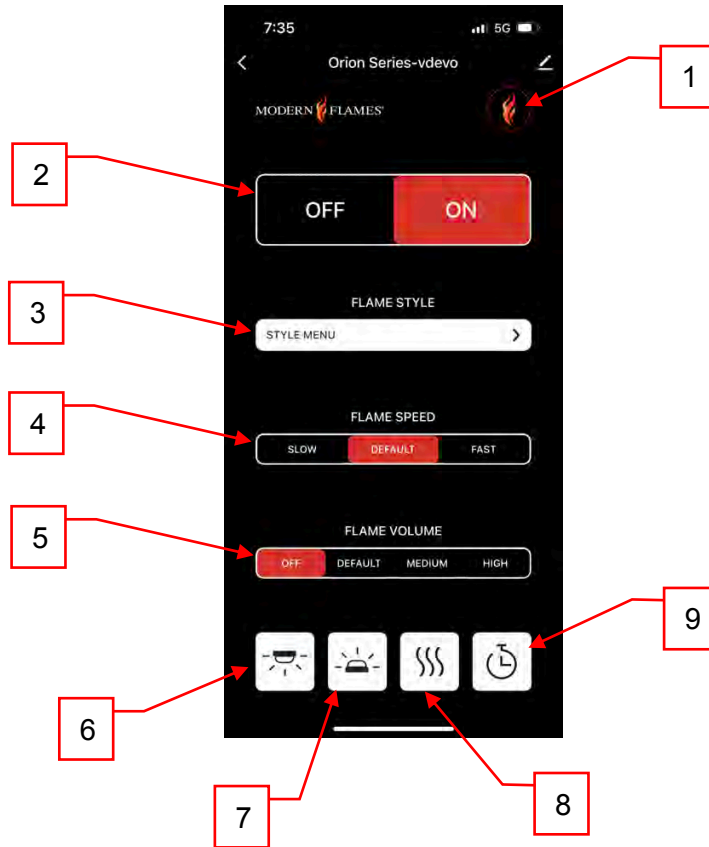 7:35 5G
Orion Series-vdevo
1
MODERN FLAMES
2
OFF ON
FLAME STYLE
3
STYLE MENU
FLAME SPEED
4
SLOW DEFAULT FAST
FLAME VOLUME
5
OFF DEFAULT MEDIUM HIGH
9
6
7
8